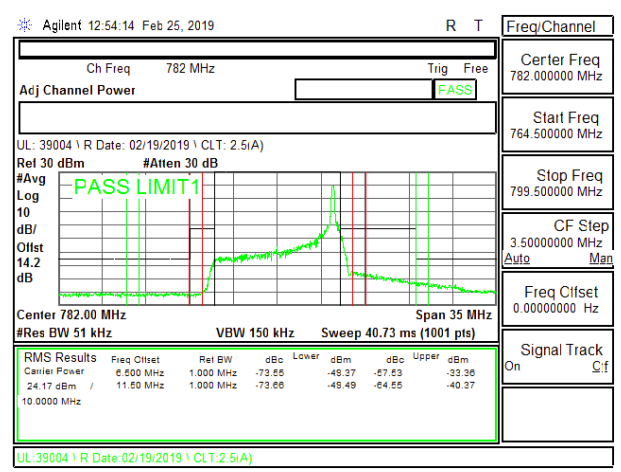 Agilent 12:54:14 Feb 25, 2019 R T
Ch Freq 782 MHz Trig Free
Adj Channel Power PASS
UL: 39004 \ R Date: 02/19/2019 \ CLT: 2.5(A)
Ref 30 dBm #Atten 30 dB
#Avg
Log
10
dB/
Offst
14.2
dB
PASS LIMIT1
Center 782.00 MHz Span 35 MHz
#Res BW 51 kHz VBW 150 kHz Sweep 40.73 ms (1001 pts)
RMS Results Freq Offset Ref BW dBc Lower dBm dBc Upper dBm
Carrier Power 6.500 MHz 1.000 MHz -73.55 -49.37 -57.53 -33.36
24.17 dBm / 11.50 MHz 1.000 MHz -73.66 -49.49 -64.55 -40.37
10.0000 MHz
UL:39004 \ R Date:02/19/2019 \ CLT:2.5(A)
Freq/Channel
Center Freq
782.000000 MHz
Start Freq
764.500000 MHz
Stop Freq
799.500000 MHz
CF Step
3.50000000 MHz
Auto Man
Freq Offset
0.00000000 Hz
Signal Track
On Off